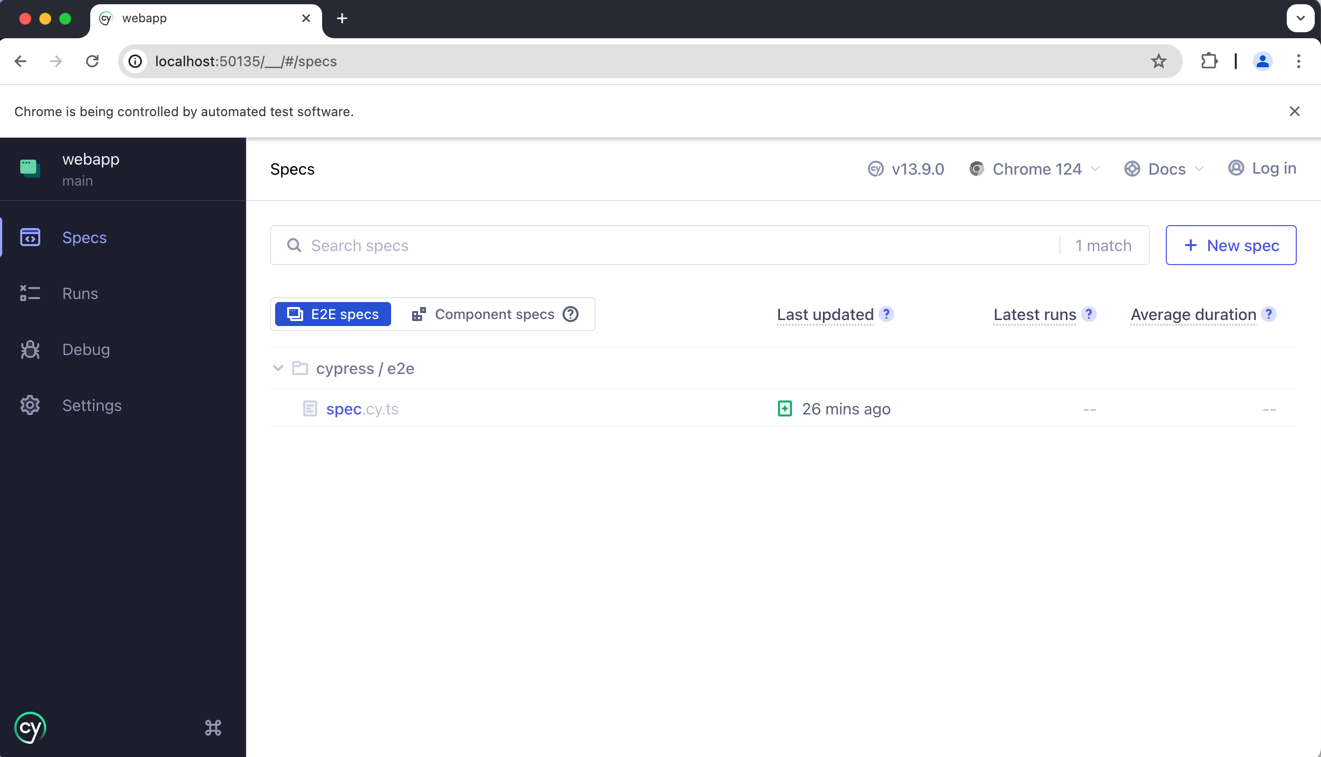 webapp
localhost:50135/__/#/specs
Chrome is being controlled by automated test software.
webapp
main
Specs
Runs
Debug
Settings
cy
Specs
cy v13.9.0
Chrome 124
Docs
Log in
Search specs
1 match
+ New spec
E2E specs
Component specs ?
Last updated ?
Latest runs ?
Average duration ?
cypress / e2e
spec.cy.ts
26 mins ago
--
--